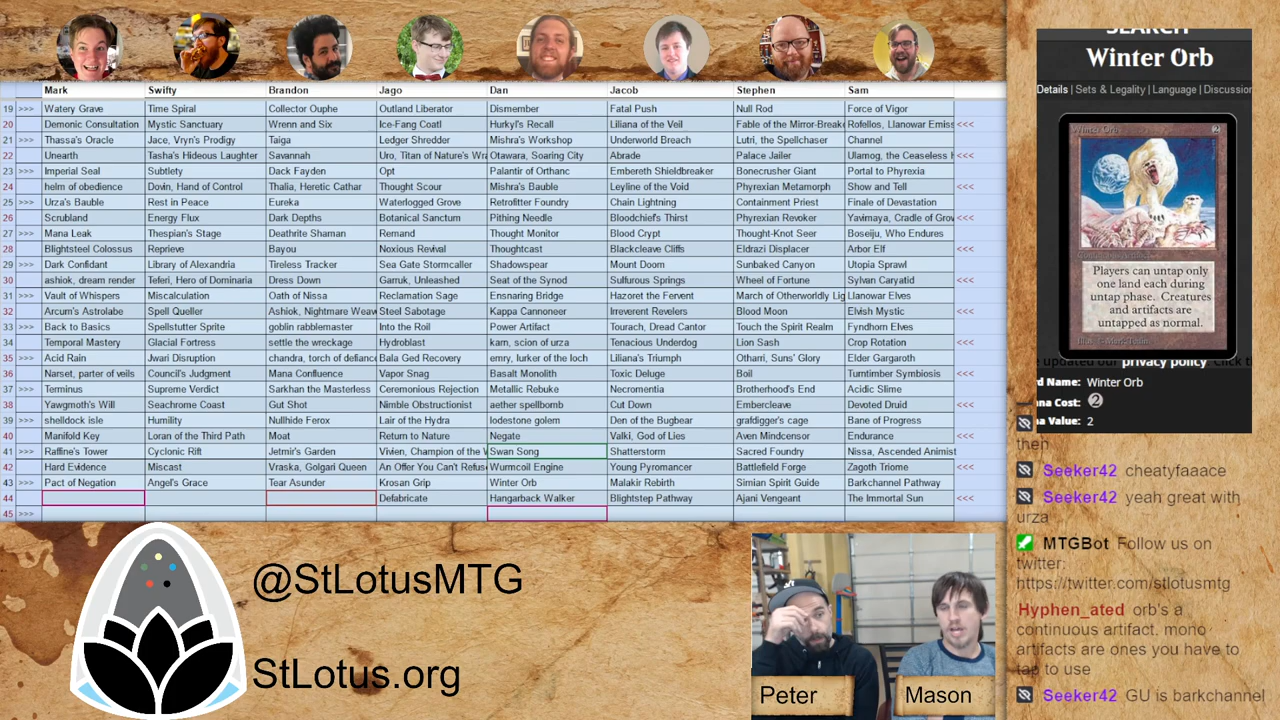 Mark Swifty Brandon Jago Dan Jacob Stephen Sam
19 >>> Watery Grave Time Spiral Collector Ouphe Outland Liberator Dismember Fatal Push Null Rod Force of Vigor
20 Demonic Consultation Mystic Sanctuary Wrenn and Six Ice-Fang Coatl Hurkyl's Recall Liliana of the Veil Fable of the Mirror-Breake Rofellos, Llanowar Emiss <<<
21 >>> Thassa's Oracle Jace, Vryn's Prodigy Taiga Ledger Shredder Mishra's Workshop Underworld Breach Lutri, the Spellchaser Channel
22 Unearth Tasha's Hideous Laughter Savannah Uro, Titan of Nature's Wra Otawara, Soaring City Abrade Palace Jailer Ulamog, the Ceaseless H <<<
23 >>> Imperial Seal Subtlety Dack Fayden Opt Palantir of Orthanc Embereth Shieldbreaker Bonecrusher Giant Portal to Phyrexia
24 helm of obedience Dovin, Hand of Control Thalia, Heretic Cathar Thought Scour Mishra's Bauble Leyline of the Void Phyrexian Metamorph Show and Tell <<<
25 >>> Urza's Bauble Rest in Peace Eureka Waterlogged Grove Retrofitter Foundry Chain Lightning Containment Priest Finale of Devastation
26 Scrubland Energy Flux Dark Depths Botanical Sanctum Pithing Needle Bloodchief's Thirst Phyrexian Revoker Yavimaya, Cradle of Grow <<<
27 >>> Mana Leak Thespian's Stage Deathrite Shaman Remand Thought Monitor Blood Crypt Thought-Knot Seer Boseiju, Who Endures
28 Blightsteel Colossus Reprieve Bayou Noxious Revival Thoughtcast Blackcleave Cliffs Eldrazi Displacer Arbor Elf <<<
29 >>> Dark Confidant Library of Alexandria Tireless Tracker Sea Gate Stormcaller Shadowspear Mount Doom Sunbaked Canyon Utopia Sprawl
30 ashiok, dream render Teferi, Hero of Dominaria Dress Down Garruk, Unleashed Seat of the Synod Sulfurous Springs Wheel of Fortune Sylvan Caryatid <<<
31 >>> Vault of Whispers Miscalculation Oath of Nissa Reclamation Sage Ensnaring Bridge Hazoret the Fervent March of Otherworldly Lig Llanowar Elves
32 Arcum's Astrolabe Spell Queller Ashiok, Nightmare Weav Steel Sabotage Kappa Cannoneer Irreverent Revelers Blood Moon Elvish Mystic <<<
33 >>> Back to Basics Spellstutter Sprite goblin rabblemaster Into the Roil Power Artifact Tourach, Dread Cantor Touch the Spirit Realm Fyndhorn Elves
34 Temporal Mastery Glacial Fortress settle the wreckage Hydroblast karn, scion of urza Tenacious Underdog Lion Sash Crop Rotation <<<
35 >>> Acid Rain Jwari Disruption chandra, torch of defiance Bala Ged Recovery emry, lurker of the loch Liliana's Triumph Otharri, Suns' Glory Elder Gargaroth
36 Narset, parter of veils Council's Judgment Mana Confluence Vapor Snag Basalt Monolith Toxic Deluge Boil Turntimber Symbiosis <<<
37 >>> Terminus Supreme Verdict Sarkhan the Masterless Ceremonious Rejection Metallic Rebuke Necromentia Brotherhood's End Acidic Slime
38 Yawgmoth's Will Seachrome Coast Gut Shot Nimble Obstructionist aether spellbomb Cut Down Embercleave Devoted Druid <<<
39 >>> shelldock isle Humility Nullhide Ferox Lair of the Hydra lodestone golem Den of the Bugbear grafdigger's cage Bane of Progress
40 Manifold Key Loran of the Third Path Moat Return to Nature Negate Valki, God of Lies Aven Mindcensor Endurance <<<
41 >>> Raffine's Tower Cyclonic Rift Jetmir's Garden Vivien, Champion of the W Swan Song Shatterstorm Sacred Foundry Nissa, Ascended Animist
42 Hard Evidence Miscast Vraska, Golgari Queen An Offer You Can't Refus Wurmcoil Engine Young Pyromancer Battlefield Forge Zagoth Triome <<<
43 >>> Pact of Negation Angel's Grace Tear Asunder Krosan Grip Winter Orb Malakir Rebirth Simian Spirit Guide Barkchannel Pathway
44 Defabricate Hangarback Walker Blightstep Pathway Ajani Vengeant The Immortal Sun <<<
45 >>>
@StLotusMTG
StLotus.org
Peter
Mason
SEARCH
Winter Orb
Details | Sets & Legality | Language | Discussion
Winter Orb 2
Players can untap only
one land each during
untap phase. Creatures
and artifacts are
untapped as normal.
privacy policy. Click t
rd Name: Winter Orb
na Cost: 2
na Value: 2
then
Seeker42 cheatyfaaace
Seeker42 yeah great with
urza
MTGBot Follow us on
twitter:
https://twitter.com/stlotusmtg
Hyphen_ated orb's a
continuous artifact. mono
artifacts are ones you have to
tap to use
Seeker42 GU is barkchannel